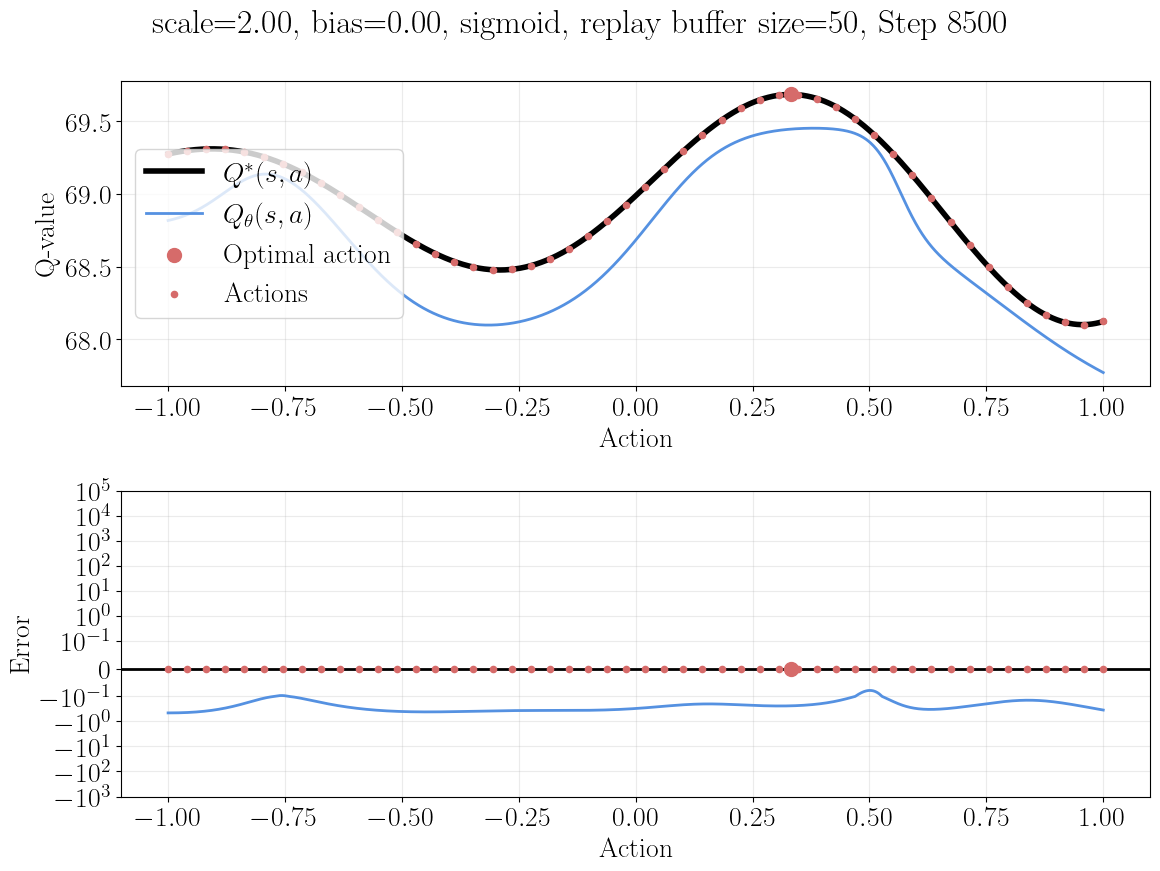 scale=2.00, bias=0.00, sigmoid, replay buffer size=50, Step 8500
Q-value
69.5
69.0
68.5
68.0
Q*(s, a)
Qθ(s, a)
Optimal action
Actions
−1.00 −0.75 −0.50 −0.25 0.00 0.25 0.50 0.75 1.00
Action
Error
10^5
10^4
10^3
10^2
10^1
10^0
10^−1
0
−10^−1
−10^0
−10^1
−10^2
−10^3
−1.00 −0.75 −0.50 −0.25 0.00 0.25 0.50 0.75 1.00
Action